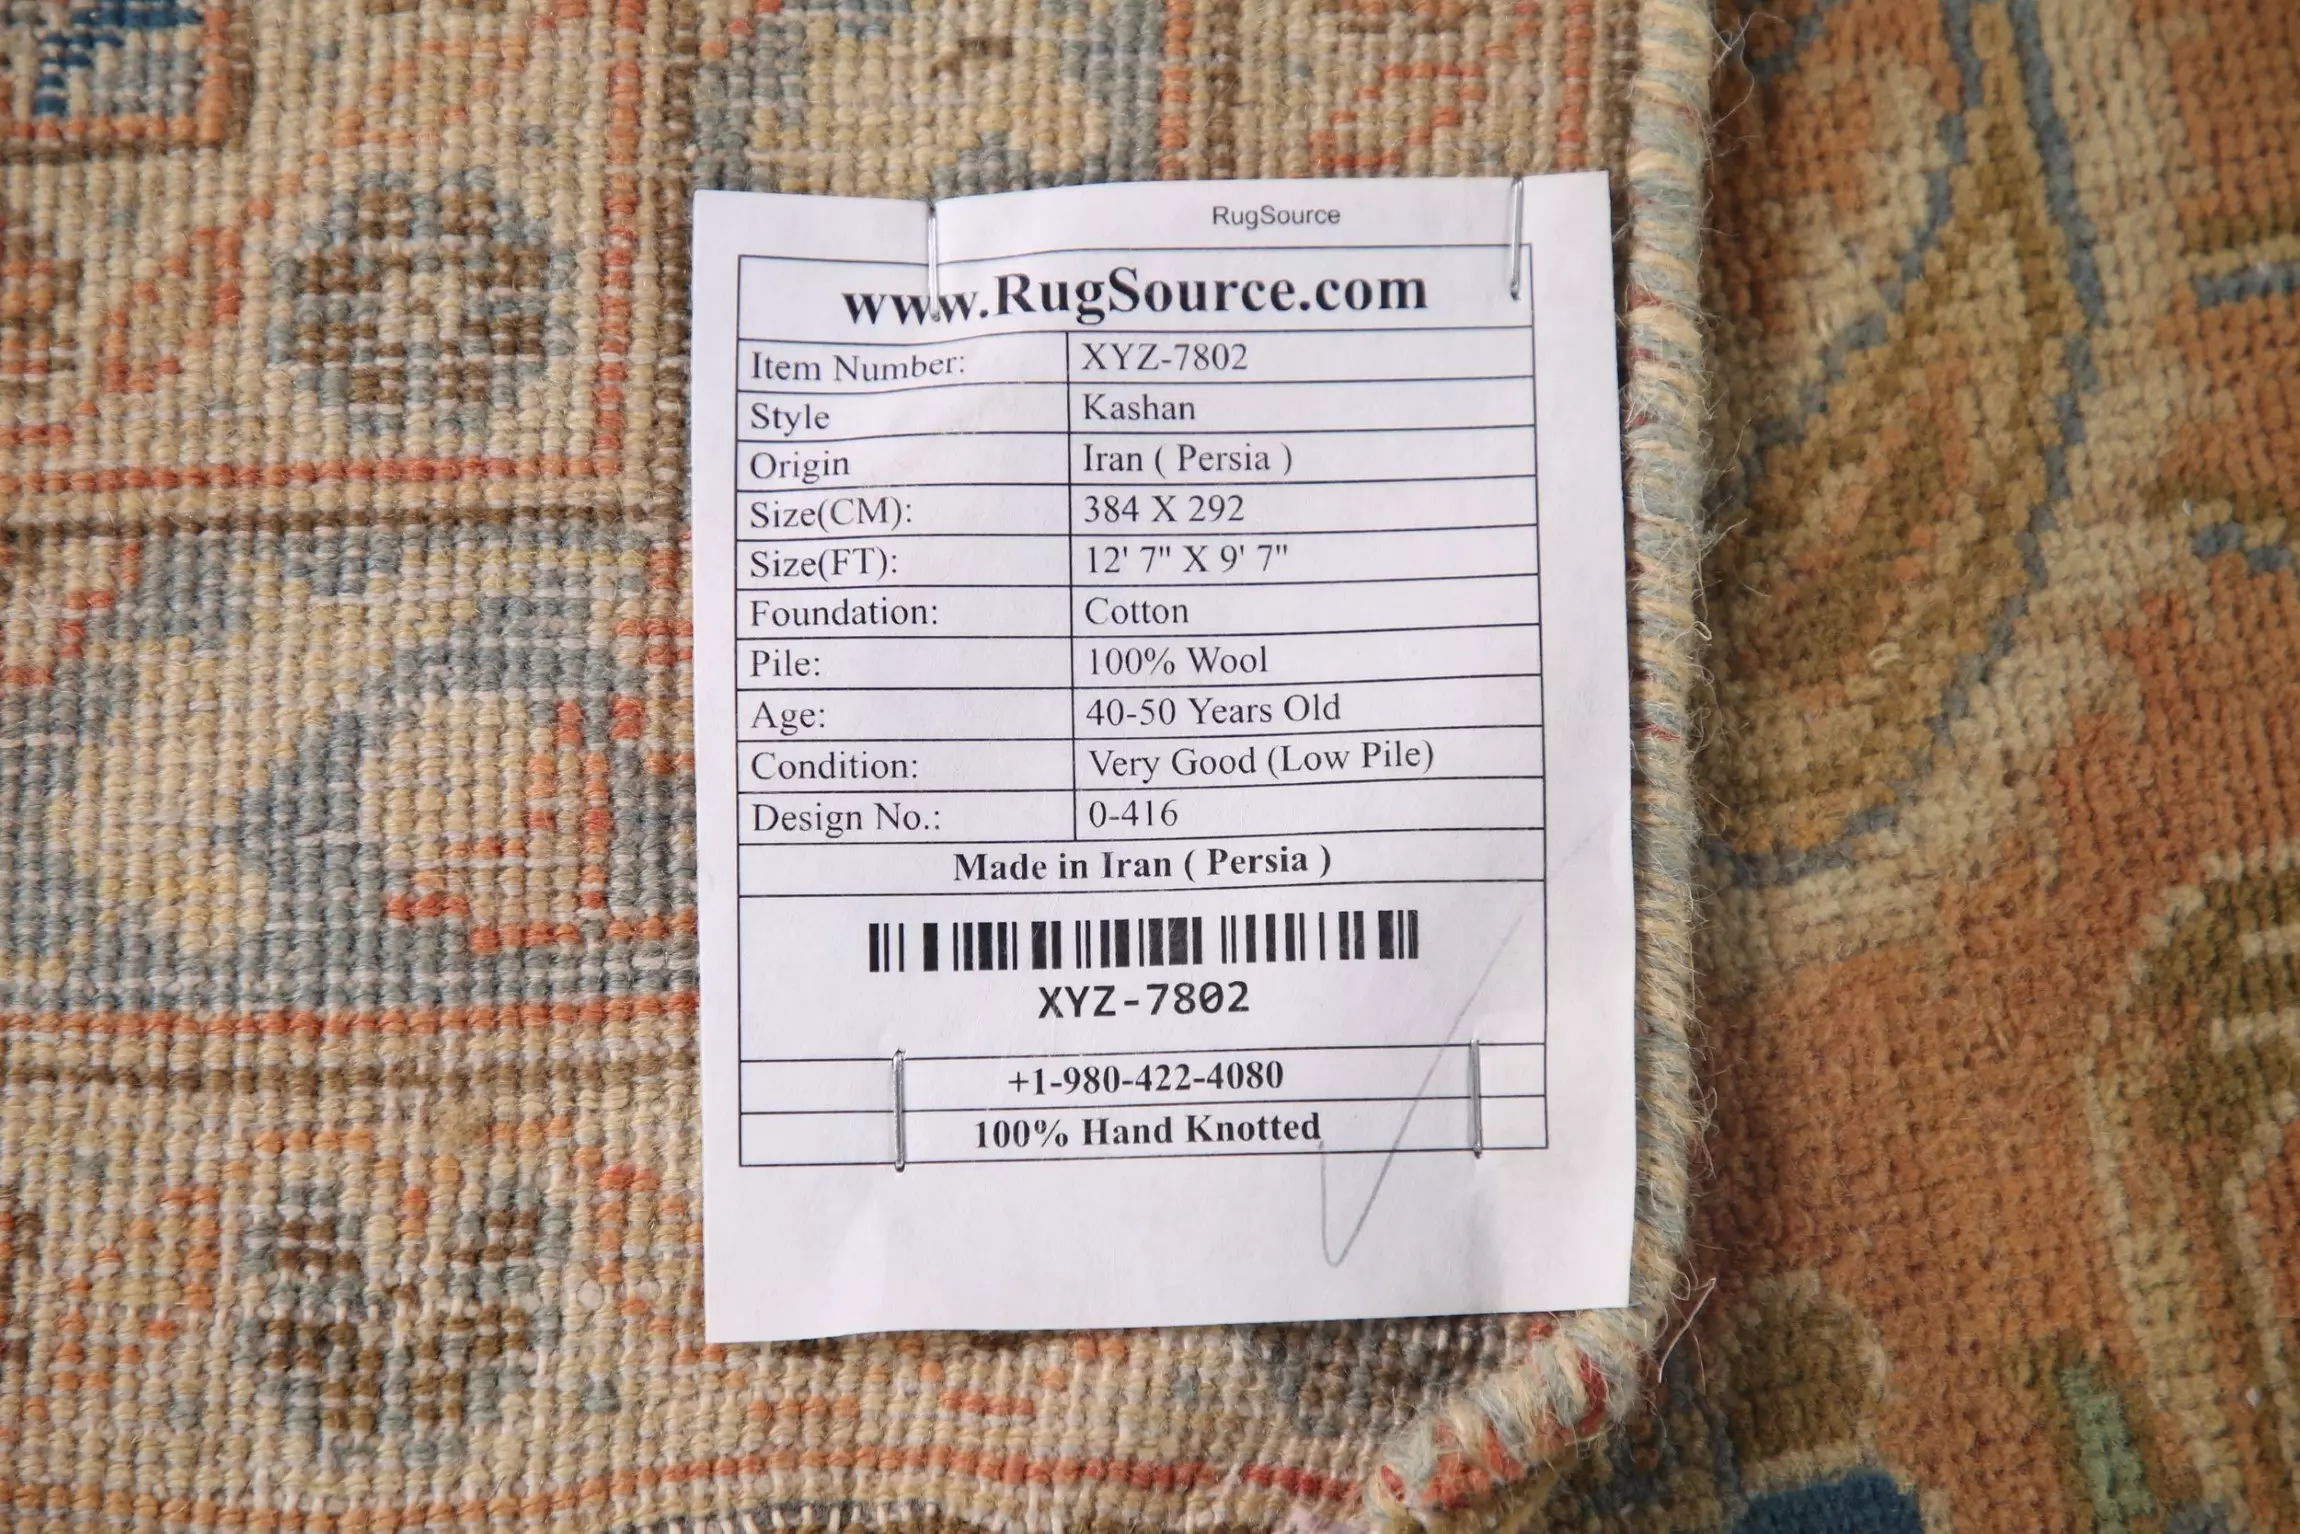 RugSource
www.RugSource.com
Item Number: XYZ-7802
Style Kashan
Origin Iran ( Persia )
Size(CM): 384 X 292
Size(FT): 12' 7" X 9' 7"
Foundation: Cotton
Pile: 100% Wool
Age: 40-50 Years Old
Condition: Very Good (Low Pile)
Design No.: 0-416
Made in Iran ( Persia )
XYZ-7802
+1-980-422-4080
100% Hand Knotted